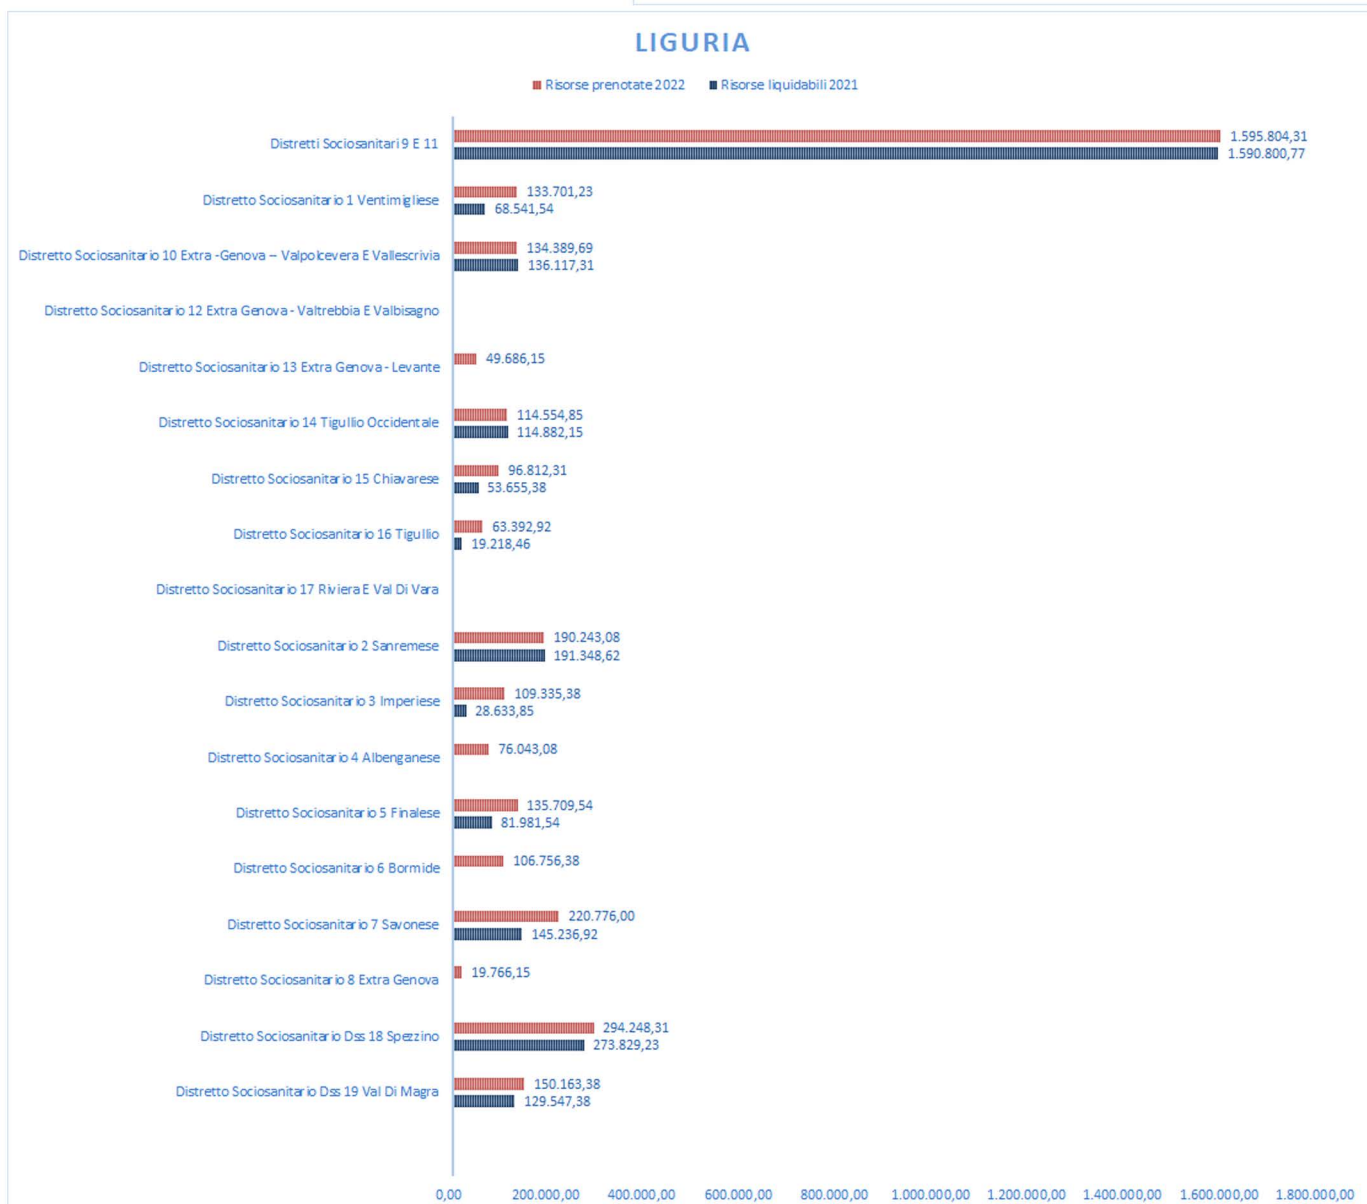 LIGURIA
Risorse prenotate 2022 Risorse liquidabili 2021
Distretti Sociosanitari 9 E 11
1.595.804,31
1.590.800,77
Distretto Sociosanitario 1 Ventimigliese
133.701,23
68.541,54
Distretto Sociosanitario 10 Extra -Genova – Valpolcevera E Vallescrivia
134.389,69
136.117,31
Distretto Sociosanitario 12 Extra Genova - Valtrebbia E Valbisagno
Distretto Sociosanitario 13 Extra Genova - Levante
49.686,15
Distretto Sociosanitario 14 Tigullio Occidentale
114.554,85
114.882,15
Distretto Sociosanitario 15 Chiavarese
96.812,31
53.655,38
Distretto Sociosanitario 16 Tigullio
63.392,92
19.218,46
Distretto Sociosanitario 17 Riviera E Val Di Vara
Distretto Sociosanitario 2 Sanremese
190.243,08
191.348,62
Distretto Sociosanitario 3 Imperiese
109.335,38
28.633,85
Distretto Sociosanitario 4 Albenganese
76.043,08
Distretto Sociosanitario 5 Finalese
135.709,54
81.981,54
Distretto Sociosanitario 6 Bormide
106.756,38
Distretto Sociosanitario 7 Savonese
220.776,00
145.236,92
Distretto Sociosanitario 8 Extra Genova
19.766,15
Distretto Sociosanitario Dss 18 Spezzino
294.248,31
273.829,23
Distretto Sociosanitario Dss 19 Val Di Magra
150.163,38
129.547,38
0,00 200.000,00 400.000,00 600.000,00 800.000,00 1.000.000,00 1.200.000,00 1.400.000,00 1.600.000,00 1.800.000,00